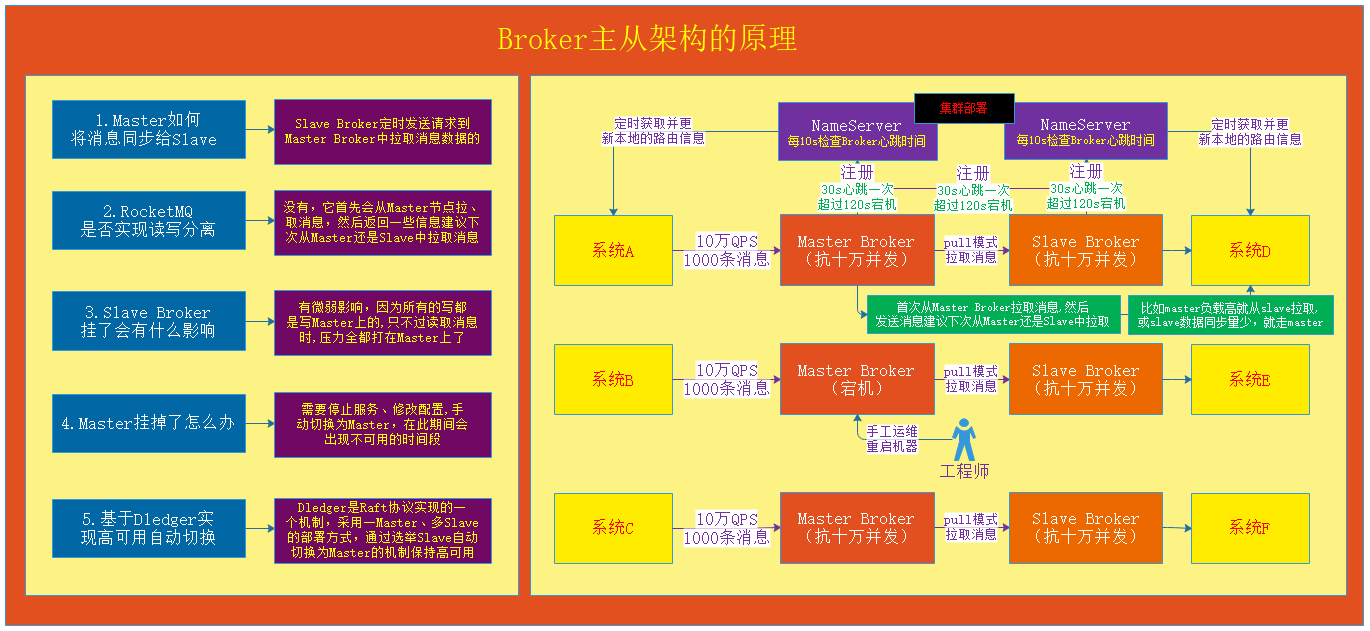 Broker主从架构的原理
1.Master如何
将消息同步给Slave
Slave Broker定时发送请求到
Master Broker中拉取消息数据的
2.RocketMQ
是否实现读写分离
没有，它首先会从Master节点拉、
取消息，然后返回一些信息建议下
次从Master还是Slave中拉取消息
3.Slave Broker
挂了会有什么影响
有微弱影响，因为所有的写都
是写Master上的,只不过读取消息
时,压力全都打在Master上了
4.Master挂掉了怎么办
需要停止服务、修改配置,手
动切换为Master，在此期间会
出现不可用的时间段
5.基于Dledger实
现高可用自动切换
Dledger是Raft协议实现的一
个机制，采用一Master、多Slave
的部署方式，通过选举Slave自动
切换为Master的机制保持高可用
集群部署
NameServer
每10s检查Broker心跳时间
NameServer
每10s检查Broker心跳时间
定时获取并更
新本地的路由信息
定时获取并更
新本地的路由信息
注册
30s心跳一次
超过120s宕机
注册
30s心跳一次
超过120s宕机
注册
30s心跳一次
超过120s宕机
系统A
10万QPS
1000条消息
Master Broker
（抗十万并发）
pull模式
拉取消息
Slave Broker
（抗十万并发）
系统D
首次从Master Broker拉取消息,然后
发送消息建议下次从Master还是Slave中拉取
比如master负载高就从slave拉取,
或slave数据同步量少，就走master
系统B
10万QPS
1000条消息
Master Broker
（宕机）
pull模式
拉取消息
Slave Broker
（抗十万并发）
系统E
手工运维
重启机器
工程师
系统C
10万QPS
1000条消息
Master Broker
（抗十万并发）
pull模式
拉取消息
Slave Broker
（抗十万并发）
系统F